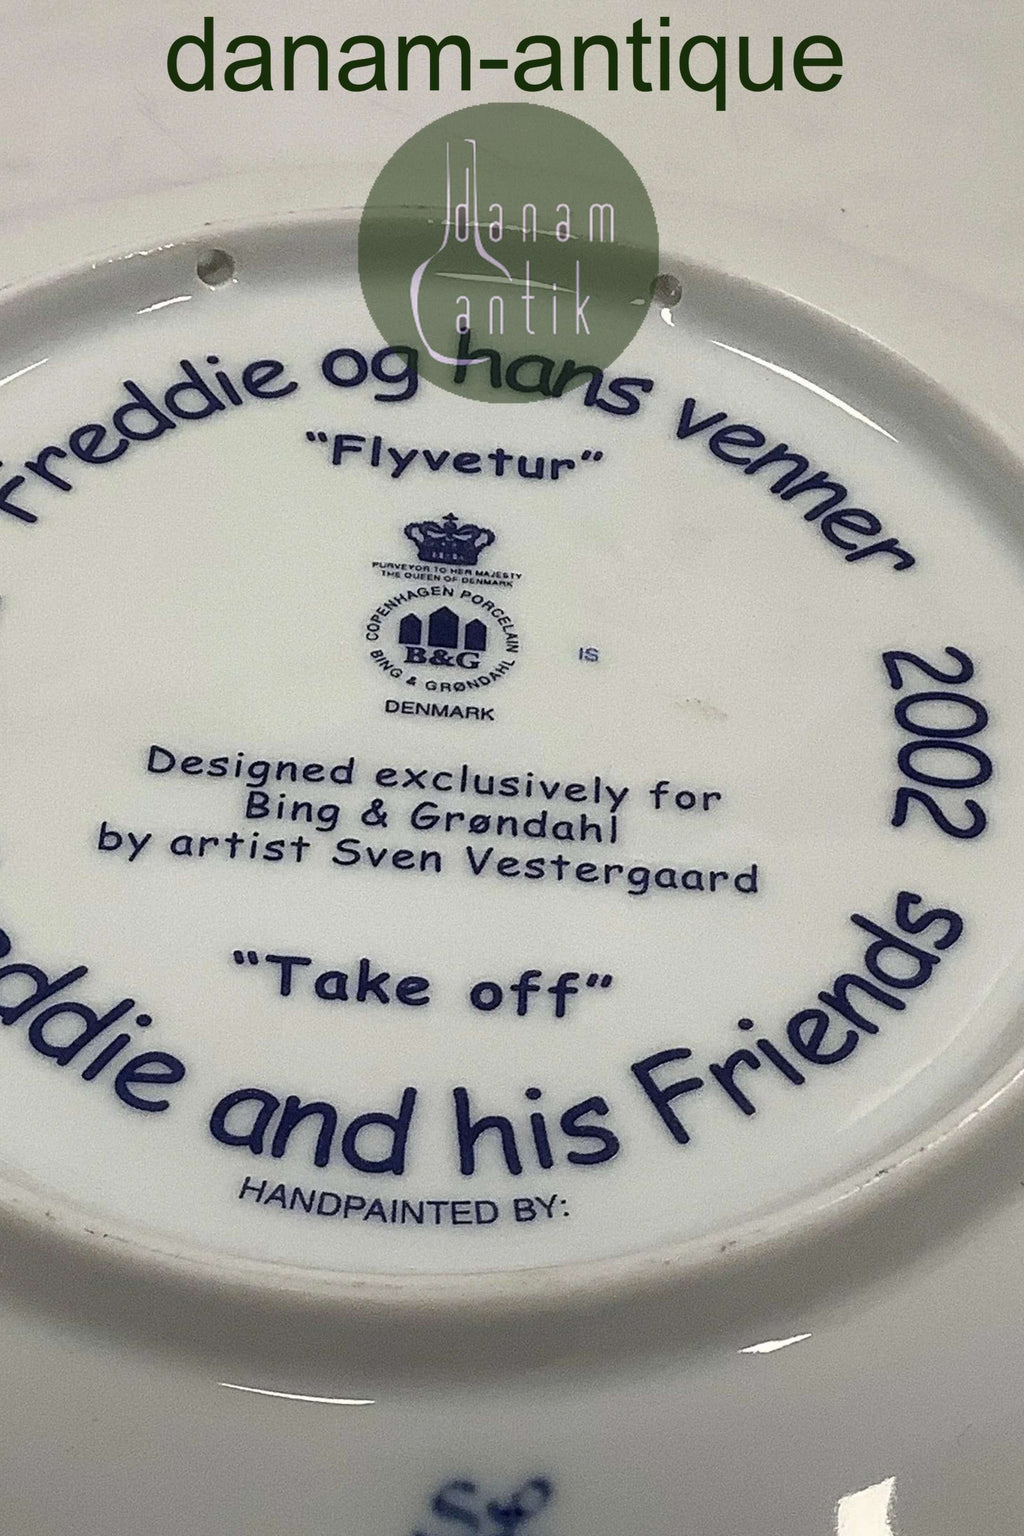 danam-antique
danam
antik
Freddie og hans venner
"Flyvetur"
PURVEYOR TO HER MAJESTY
THE QUEEN OF DENMARK
COPENHAGEN PORCELAIN
B&G
BING & GRØNDAHL
DENMARK
IS
2002
Designed exclusively for
Bing & Grøndahl
by artist Sven Vestergaard
"Take off"
eddie and his Friends
HANDPAINTED BY: